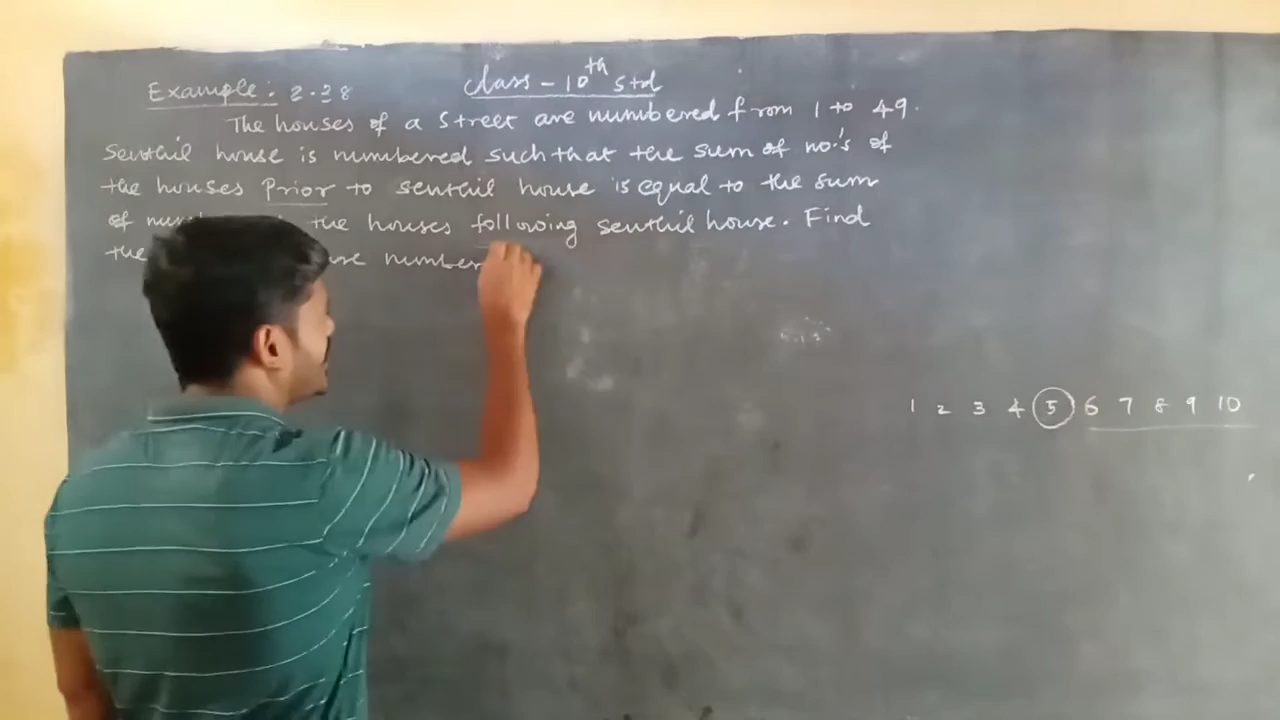 Example: 2.38
Class - 10th std
The houses of a street are numbered from 1 to 49.
Senthil house is numbered such that the sum of no.'s of
the houses Prior to senthil house is equal to the sum
of the houses following senthil house. Find
the number
1 2 3 4 5 6 7 8 9 10